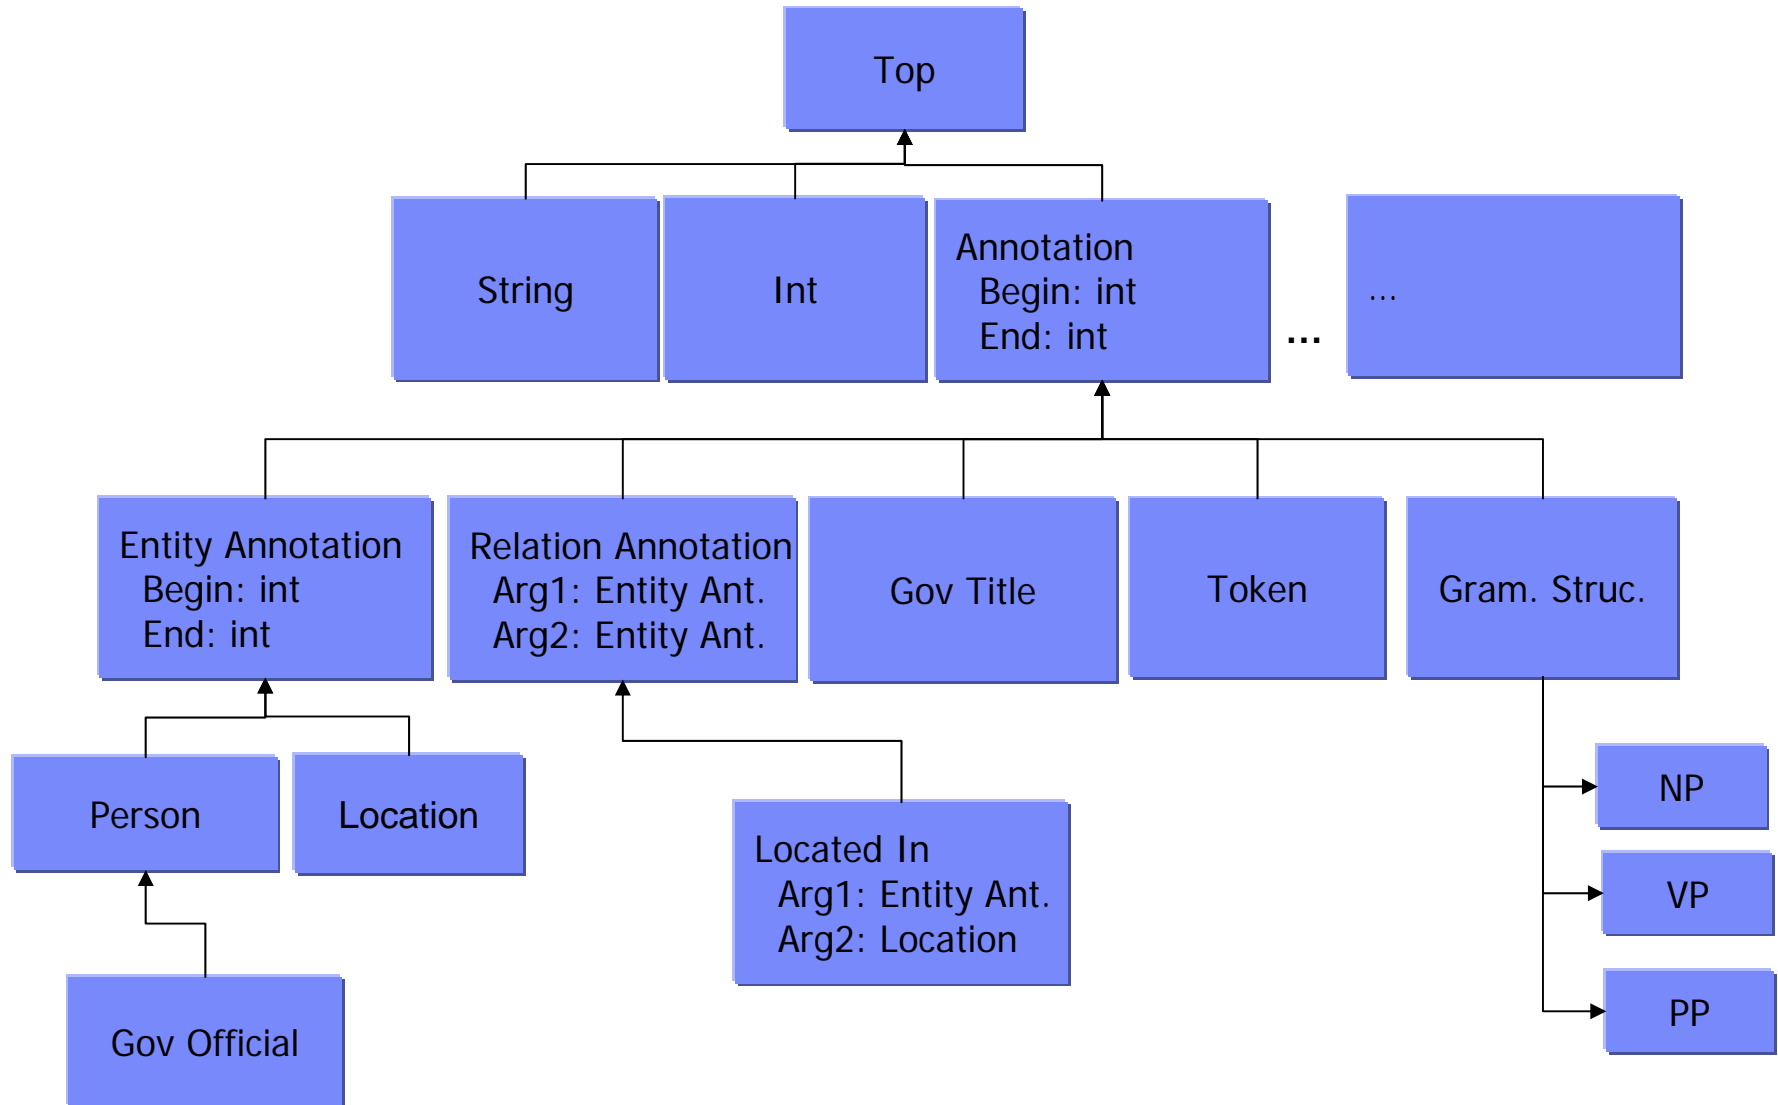 Top
String
Int
Annotation
Begin: int
End: int
...
...
Entity Annotation
Begin: int
End: int
Relation Annotation
Arg1: Entity Ant.
Arg2: Entity Ant.
Gov Title
Token
Gram. Struc.
Person
Location
Located In
Arg1: Entity Ant.
Arg2: Location
NP
VP
PP
Gov Official